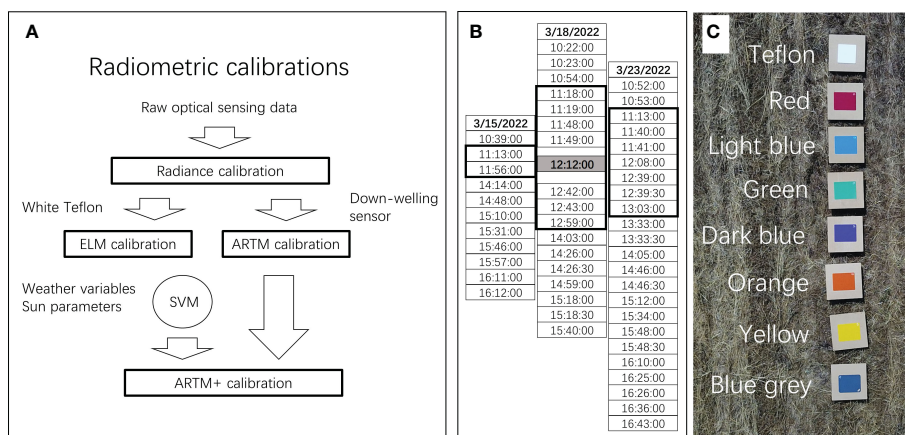 A
Radiometric calibrations
Raw optical sensing data
Radiance calibration
White Teflon
Down-welling
sensor
ELM calibration
ARTM calibration
Weather variables
Sun parameters
SVM
ARTM+ calibration
B
3/15/2022
10:39:00
11:13:00
11:56:00
14:14:00
14:48:00
15:10:00
15:31:00
15:46:00
15:57:00
16:11:00
16:12:00
3/18/2022
10:22:00
10:23:00
10:54:00
11:18:00
11:19:00
11:48:00
11:49:00
12:12:00
12:42:00
12:43:00
12:59:00
14:03:00
14:26:00
14:26:30
14:59:00
15:18:00
15:18:30
15:40:00
3/23/2022
10:52:00
10:53:00
11:13:00
11:40:00
11:41:00
12:08:00
12:39:00
12:39:30
13:03:00
13:33:00
13:33:30
14:05:00
14:46:00
14:46:30
15:12:00
15:34:00
15:48:00
15:48:30
16:10:00
16:25:00
16:26:00
16:36:00
16:43:00
C
Teflon
Red
Light blue
Green
Dark blue
Orange
Yellow
Blue grey